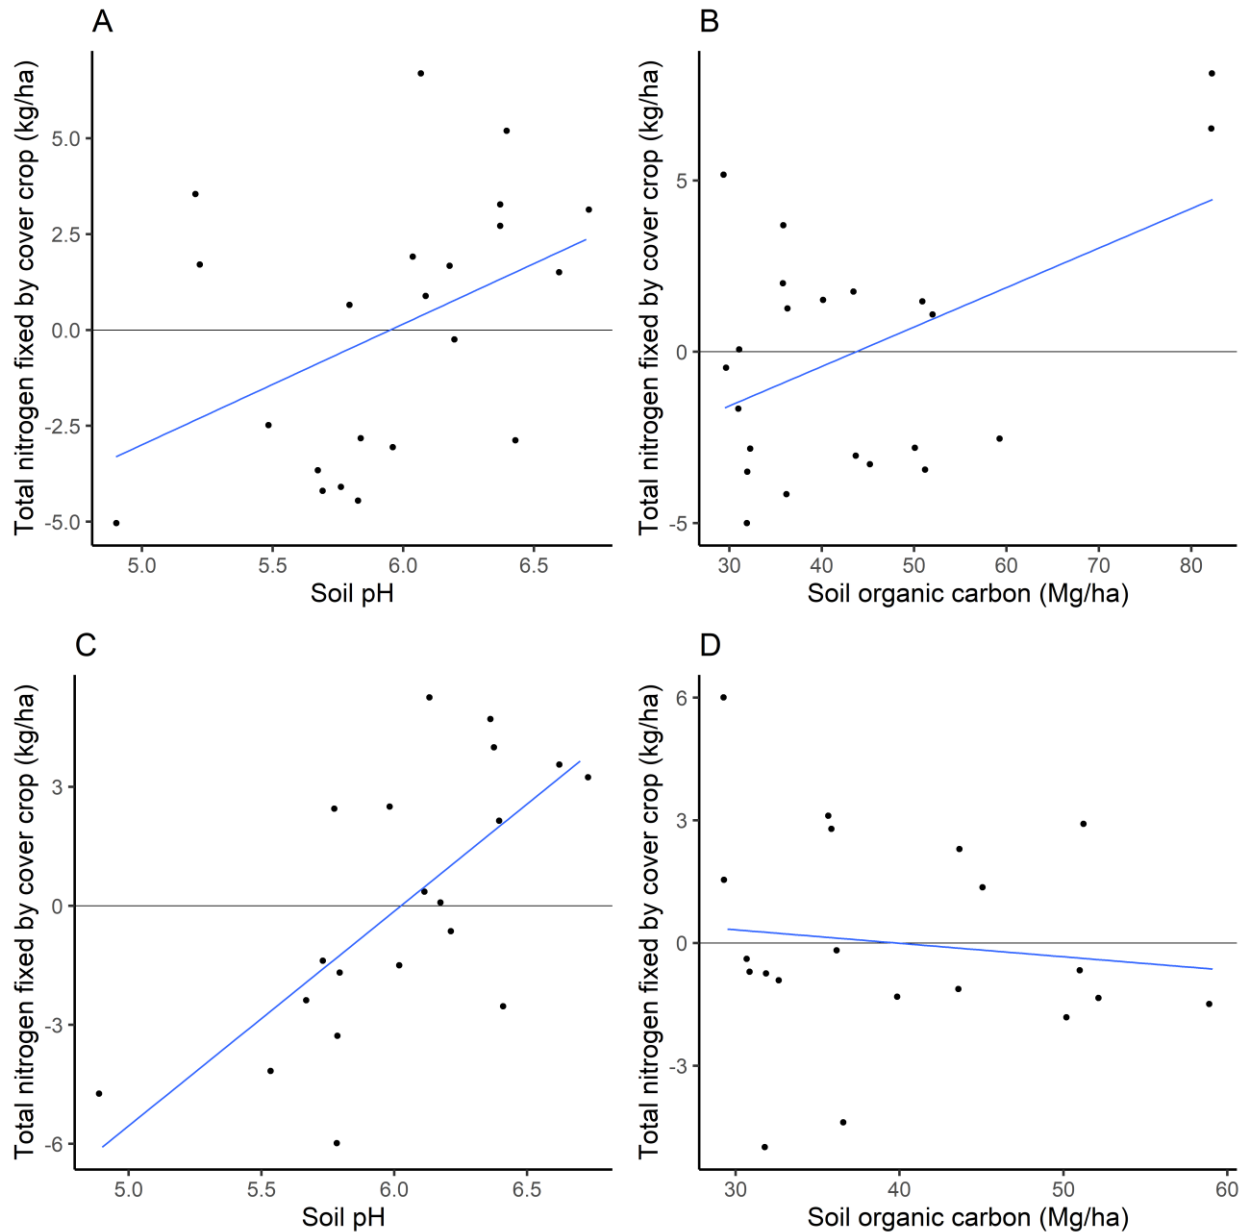 A
Total nitrogen fixed by cover crop (kg/ha)
5.0
2.5
0.0
-2.5
-5.0
5.0 5.5 6.0 6.5
Soil pH
B
Total nitrogen fixed by cover crop (kg/ha)
5
0
-5
30 40 50 60 70 80
Soil organic carbon (Mg/ha)
C
Total nitrogen fixed by cover crop (kg/ha)
3
0
-3
-6
5.0 5.5 6.0 6.5
Soil pH
D
Total nitrogen fixed by cover crop (kg/ha)
6
3
0
-3
30 40 50 60
Soil organic carbon (Mg/ha)